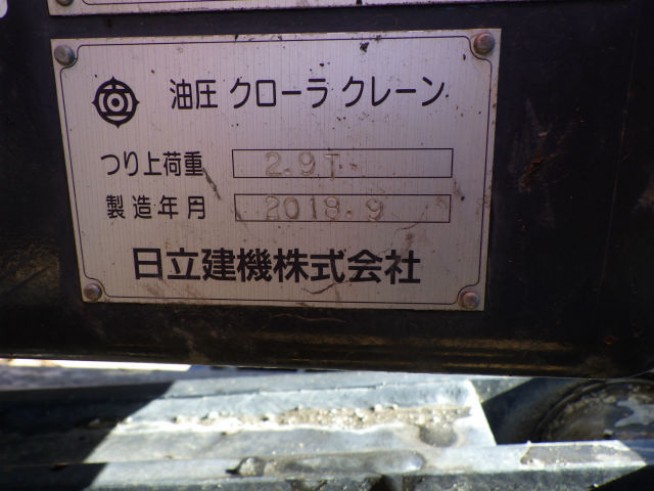 油圧 クローラ クレーン
つり上荷重 2.9T.
製造年月 2018.9
日立建機株式会社